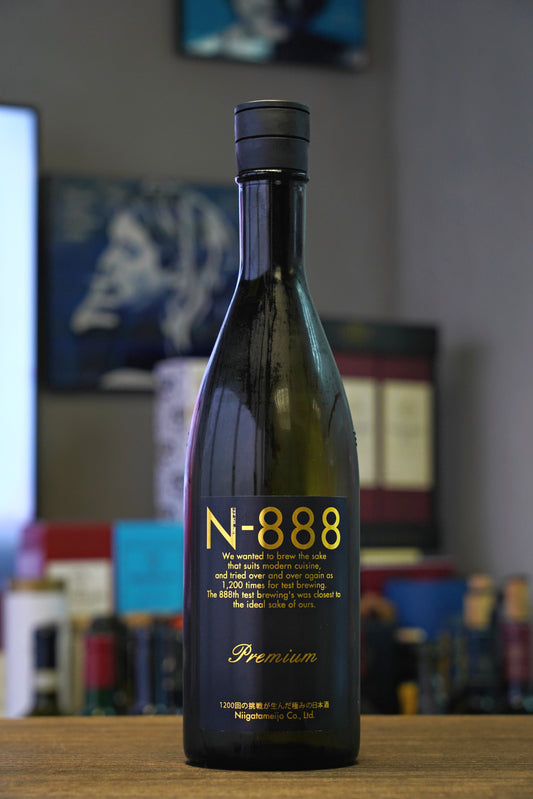 N-888
We wanted to brew the sake
that suits modern cuisine,
and tried over and over again as
1,200 times for test brewing.
The 888th test brewing's was closest to
the ideal sake of ours.
Premium
1200回の挑戦が生んだ極みの日本酒
Niigatameijo Co., Ltd.